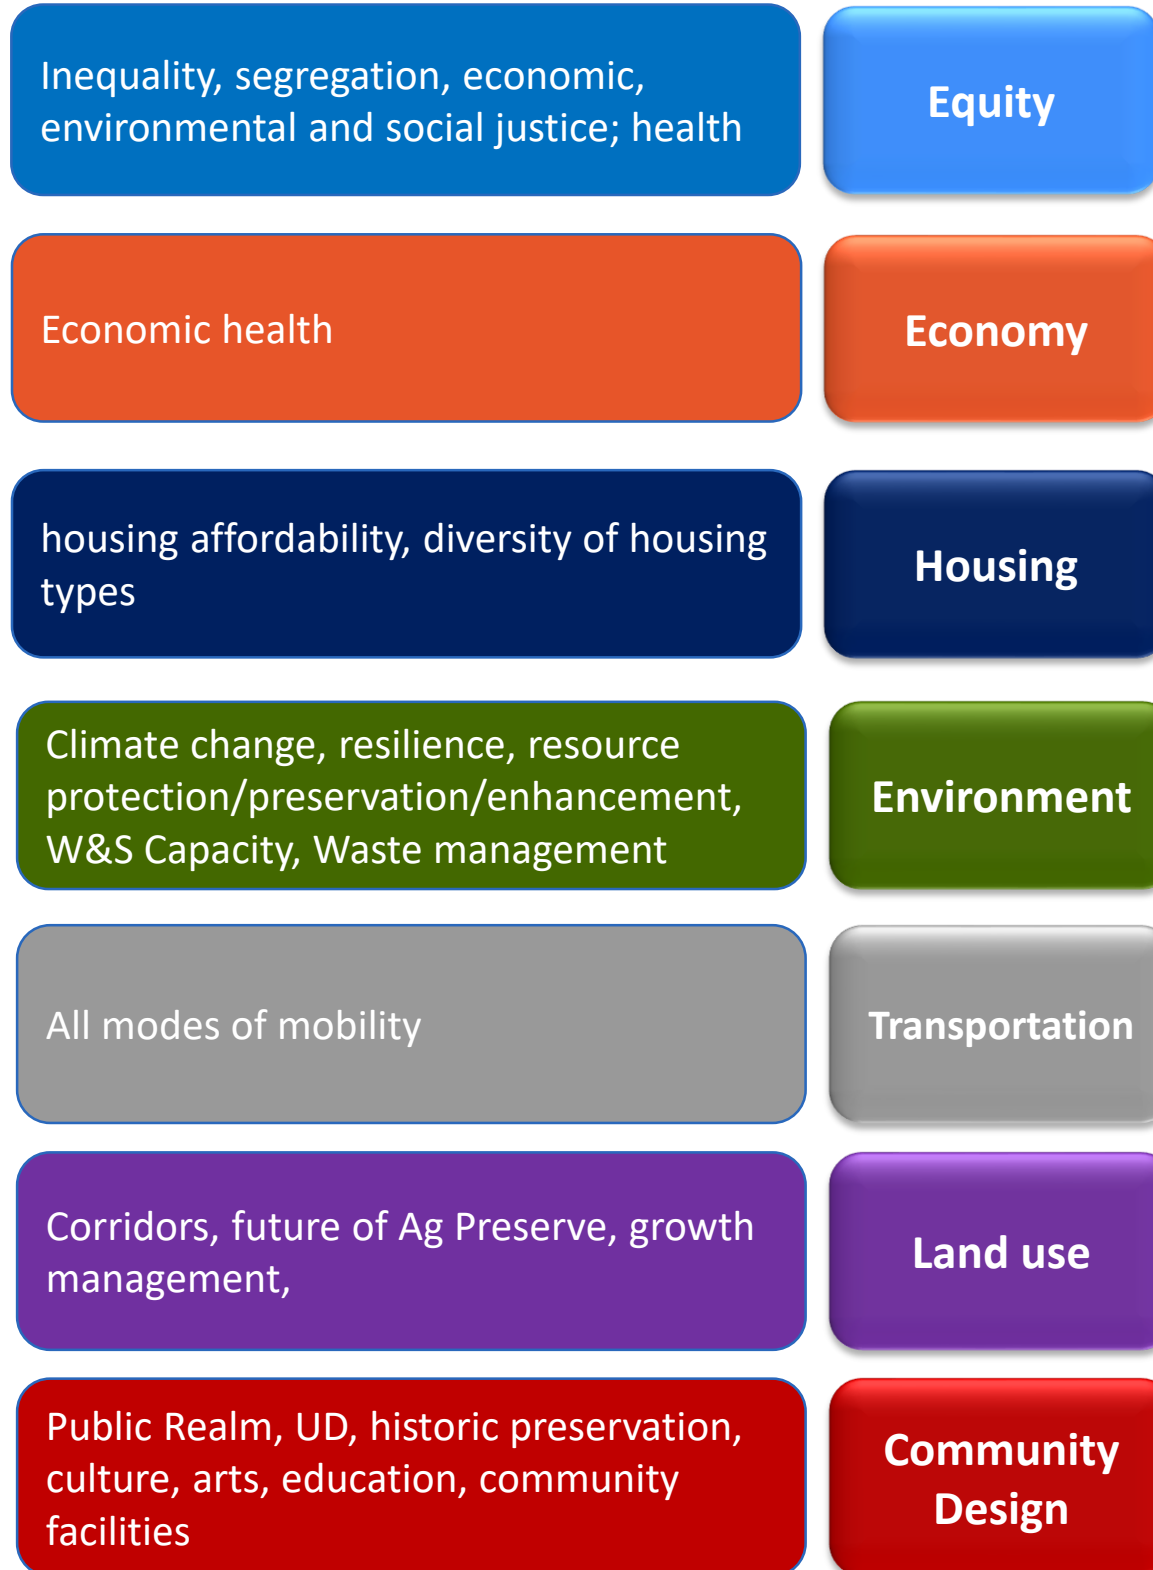 Inequality, segregation, economic,
environmental and social justice; health
Equity
Economic health
Economy
housing affordability, diversity of housing
types
Housing
Climate change, resilience, resource
protection/preservation/enhancement,
W&S Capacity, Waste management
Environment
All modes of mobility
Transportation
Corridors, future of Ag Preserve, growth
management,
Land use
Public Realm, UD, historic preservation,
culture, arts, education, community
facilities
Community
Design